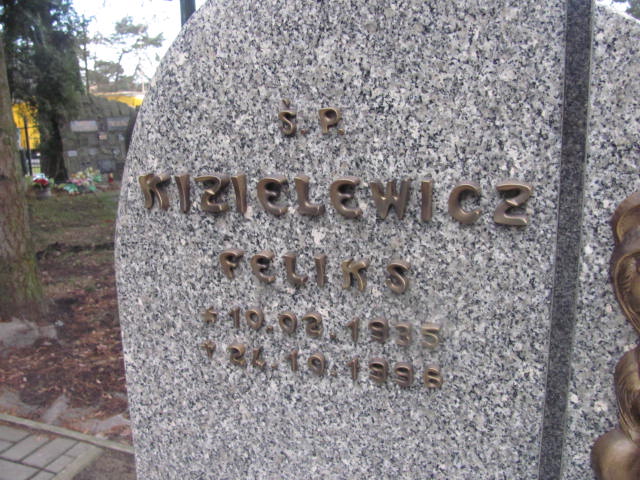 Ś. P.
KIZIELEWICZ
FELIKS
* 10.02.1935
† 24.10.1998